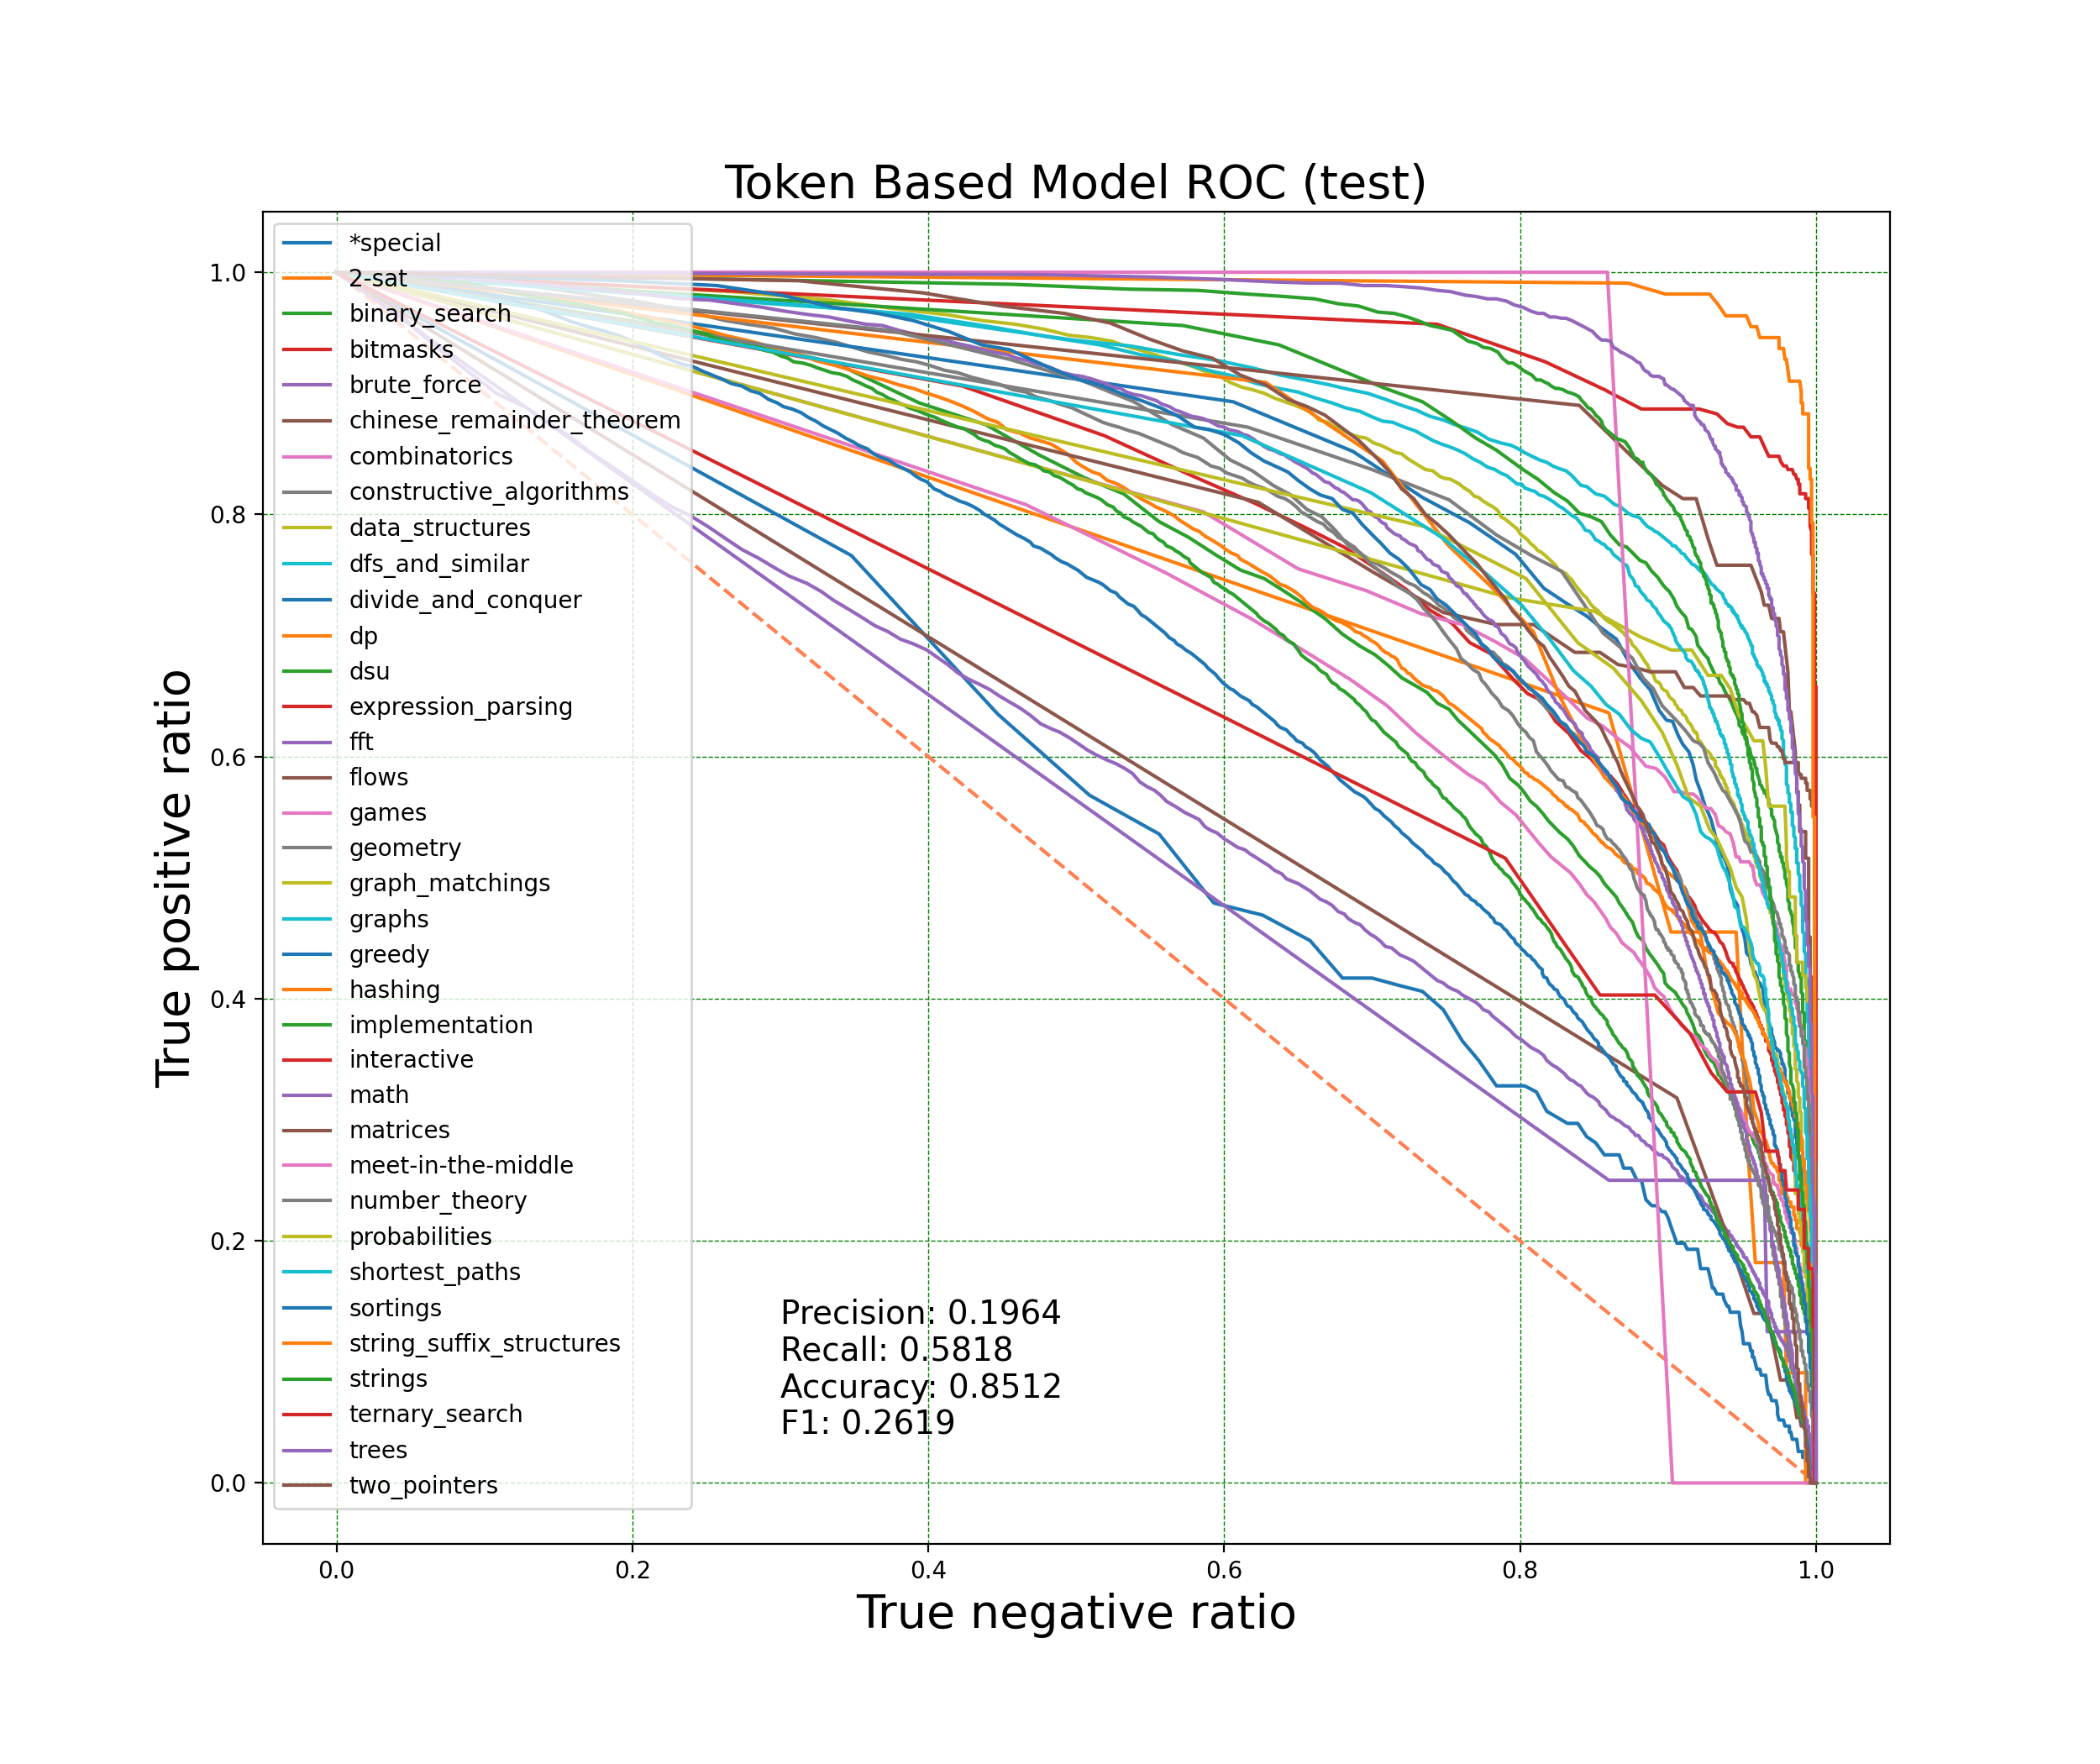 Token Based Model ROC (test)
True positive ratio
1.0
0.8
0.6
0.4
0.2
0.0
*special
2-sat
binary_search
bitmasks
brute_force
chinese_remainder_theorem
combinatorics
constructive_algorithms
data_structures
dfs_and_similar
divide_and_conquer
dp
dsu
expression_parsing
fft
flows
games
geometry
graph_matchings
graphs
greedy
hashing
implementation
interactive
math
matrices
meet-in-the-middle
number_theory
probabilities
shortest_paths
sortings
string_suffix_structures
strings
ternary_search
trees
two_pointers
Precision: 0.1964
Recall: 0.5818
Accuracy: 0.8512
F1: 0.2619
0.0 0.2 0.4 0.6 0.8 1.0
True negative ratio